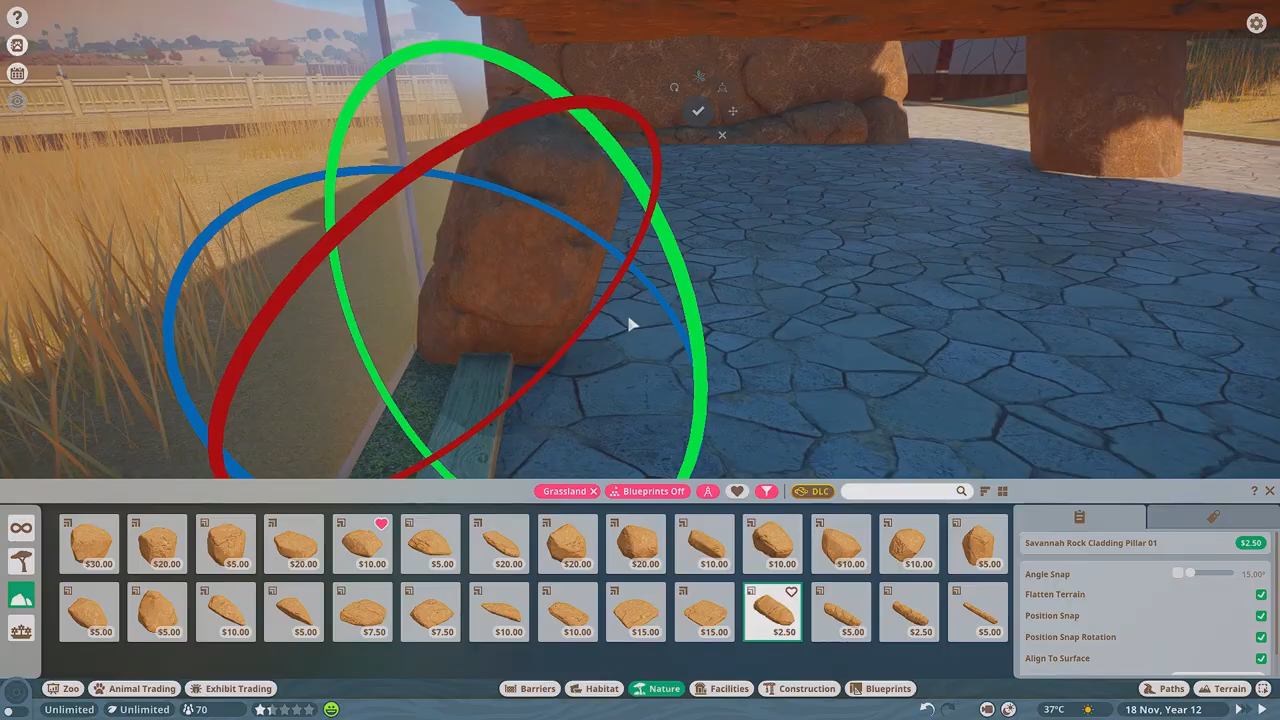 Grassland ✕ Blueprints Off DLC
? ✕
$30.00 $20.00 $5.00 $20.00 $10.00 $5.00 $20.00 $20.00 $20.00 $10.00 $10.00 $10.00 $10.00 $5.00
$5.00 $5.00 $10.00 $5.00 $7.50 $7.50 $10.00 $10.00 $15.00 $15.00 $2.50 $5.00 $2.50 $5.00
Savannah Rock Cladding Pillar 01 $2.50
Angle Snap 15.00°
Flatten Terrain
Position Snap
Position Snap Rotation
Align To Surface
Zoo Animal Trading Exhibit Trading Barriers Habitat Nature Facilities Construction Blueprints Paths Terrain
Unlimited Unlimited 70 37°C 18 Nov, Year 12